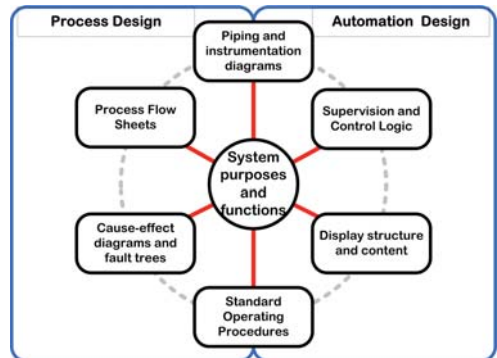 Process Design
Automation Design
Piping and
instrumentation
diagrams
Process Flow
Sheets
Supervision and
Control Logic
System
purposes
and
functions
Cause-effect
diagrams and
fault trees
Display structure
and content
Standard
Operating
Procedures